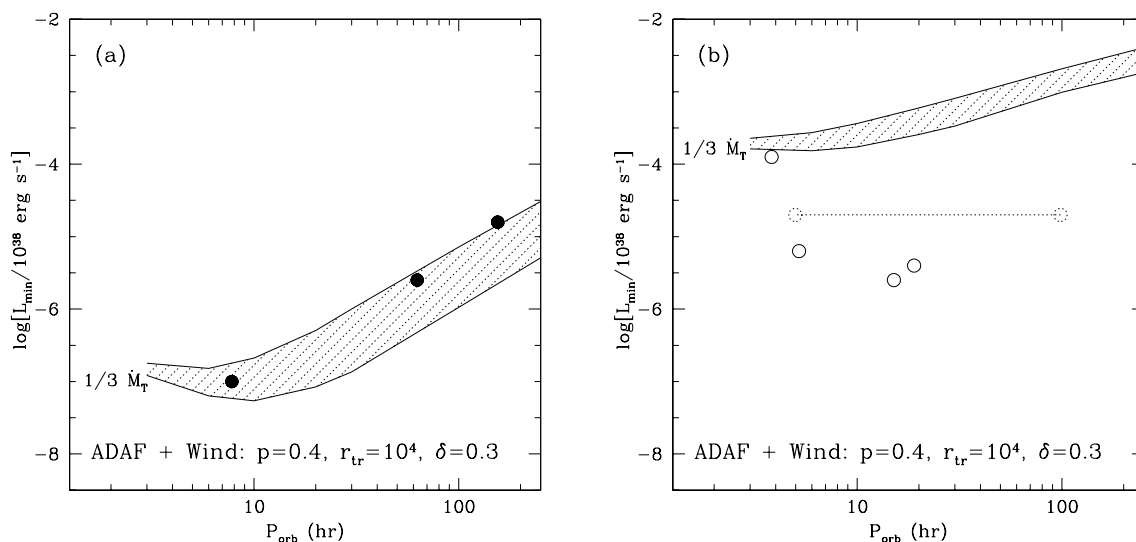 (a)
−2
−4
−6
−8
log[L_min/10^38 erg s^−1]
1/3 Ṁ_T
ADAF + Wind: p=0.4, r_tr=10^4, δ=0.3
10
100
P_orb (hr)
(b)
−2
−4
−6
−8
log[L_min/10^38 erg s^−1]
1/3 Ṁ_T
ADAF + Wind: p=0.4, r_tr=10^4, δ=0.3
10
100
P_orb (hr)